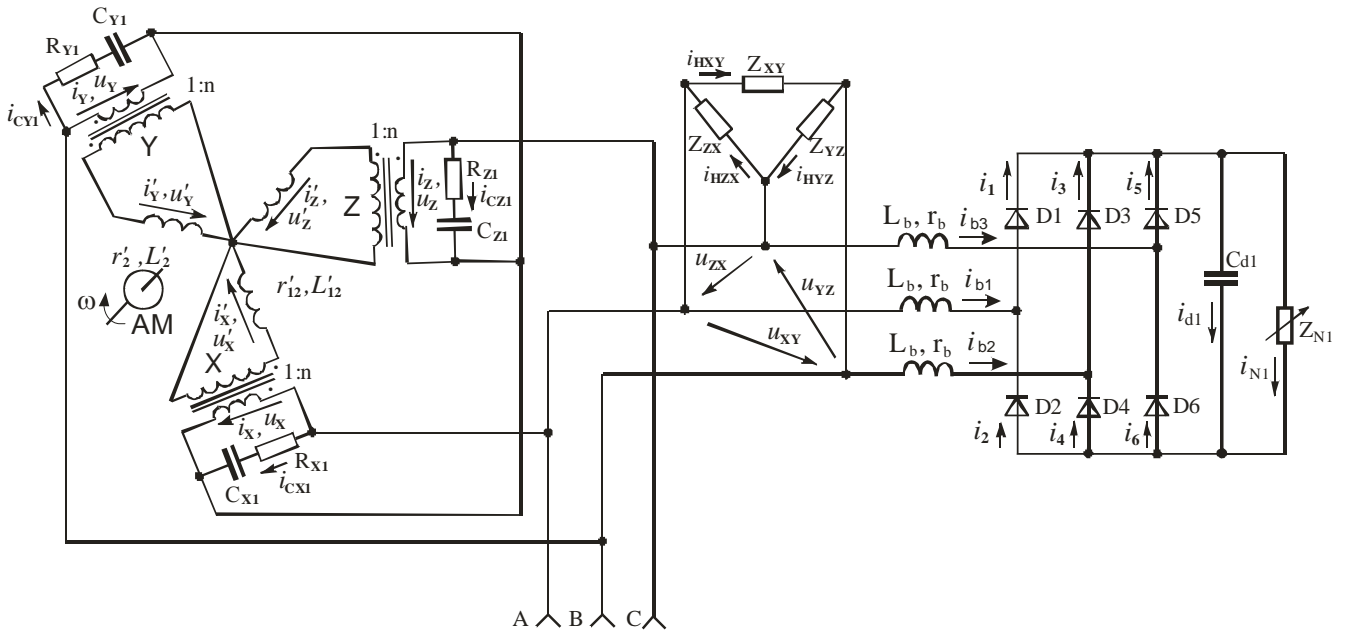 C_Y1
R_Y1
i_Y, u_Y
1:n
i_CY1
Y
i'_Y, u'_Y
1:n
i'_Z,
u'_Z
Z
i_Z,
u_Z
R_Z1
i_CZ1
C_Z1
r'_2, L'_2
r'_12, L'_12
ω
AM
i'_X,
u'_X
X
1:n
i_X, u_X
R_X1
i_CX1
C_X1
A B C
i_HXY
Z_XY
Z_ZX
Z_YZ
i_HZX
i_HYZ
u_ZX
u_YZ
u_XY
L_b, r_b
i_b3
L_b, r_b
i_b1
L_b, r_b
i_b2
i_1
i_3
i_5
D1
D3
D5
D2
D4
D6
i_2
i_4
i_6
C_d1
i_d1
Z_N1
i_N1